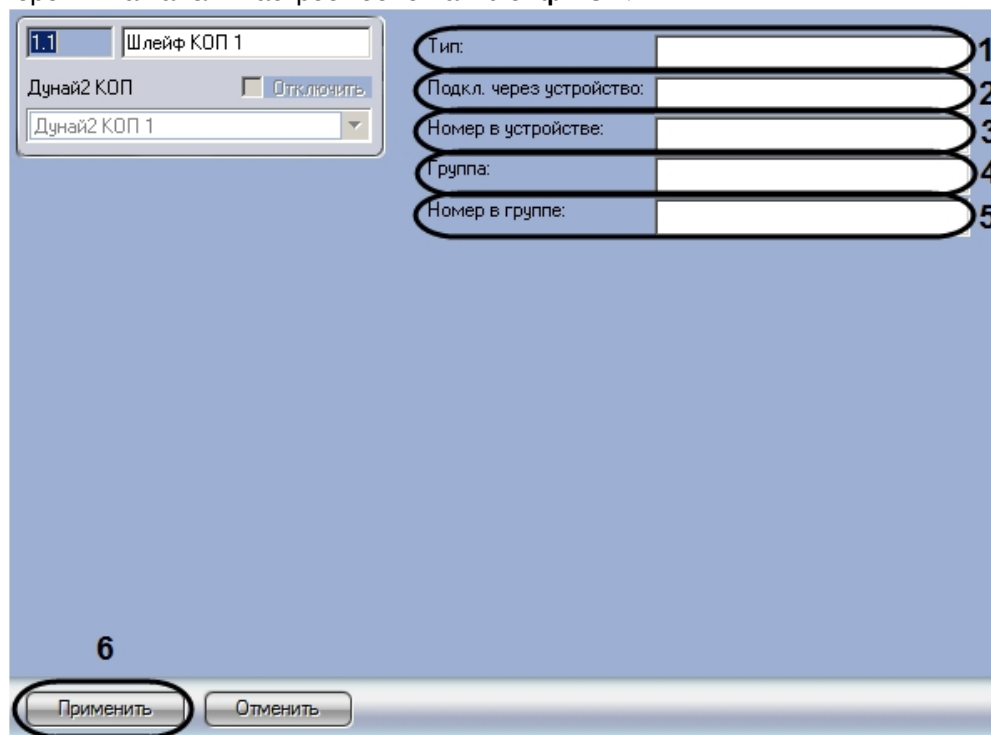 1.1 Шлейф КОП 1
Дунай2 КОП Отключить
Дунай2 КОП 1
Тип: 1
Подкл. через устройство: 2
Номер в устройстве: 3
Группа: 4
Номер в группе: 5
6
Применить Отменить